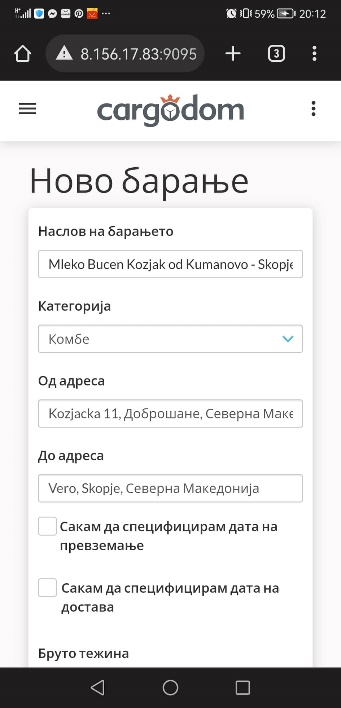 59% 20:12
8.156.17.83:9095
3
cargodom
Ново барање
Наслов на барањето
Mleko Bucen Kozjak od Kumanovo - Skopje
Категорија
Комбе
Од адреса
Kozjacka 11, Доброшане, Северна Маке
До адреса
Vero, Skopje, Северна Македонија
Сакам да специфицирам дата на
превземање
Сакам да специфицирам дата на
достава
Бруто тежина